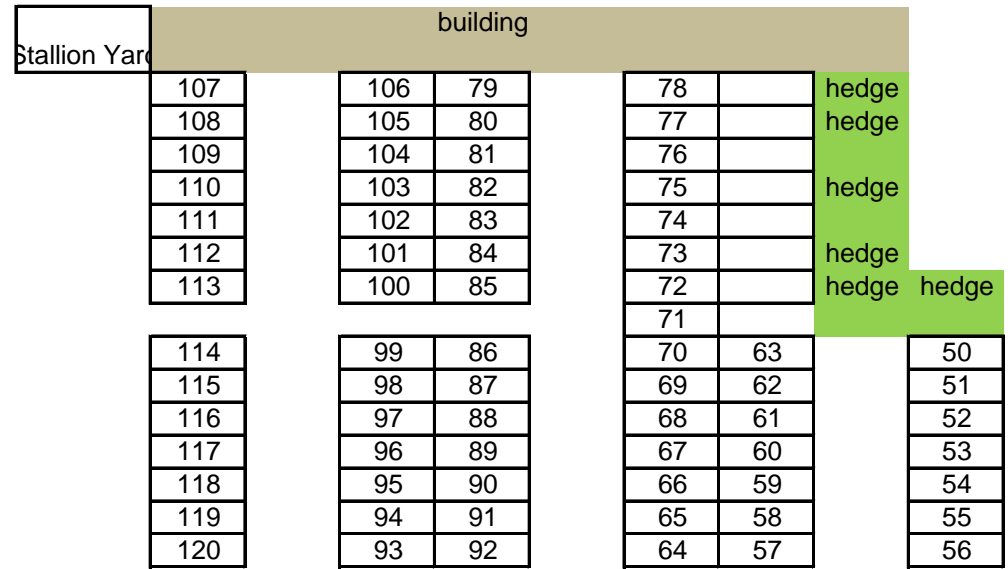 building
Stallion Yard
107 106 79 78 hedge
108 105 80 77 hedge
109 104 81 76
110 103 82 75 hedge
111 102 83 74
112 101 84 73 hedge
113 100 85 72 hedge hedge
71
114 99 86 70 63 50
115 98 87 69 62 51
116 97 88 68 61 52
117 96 89 67 60 53
118 95 90 66 59 54
119 94 91 65 58 55
120 93 92 64 57 56